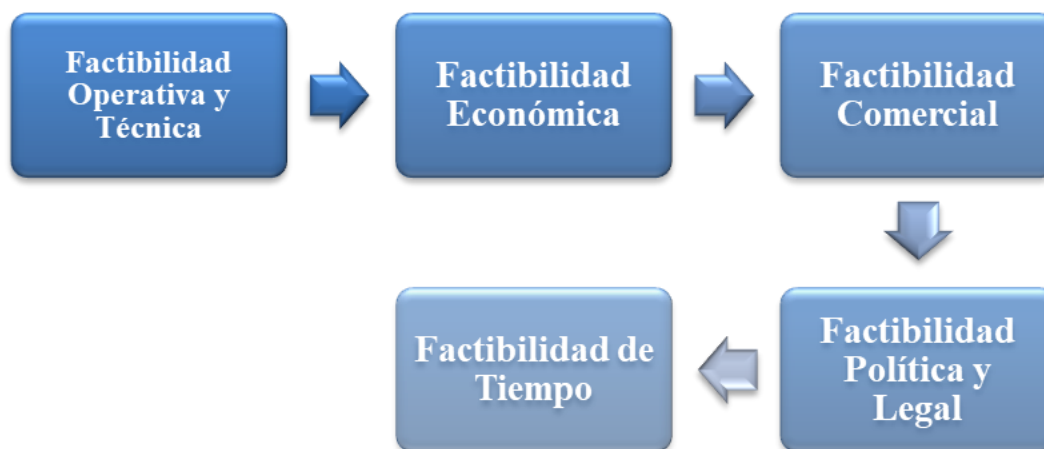 Factibilidad
Operativa y
Técnica
Factibilidad
Económica
Factibilidad
Comercial
Factibilidad
Política y
Legal
Factibilidad de
Tiempo